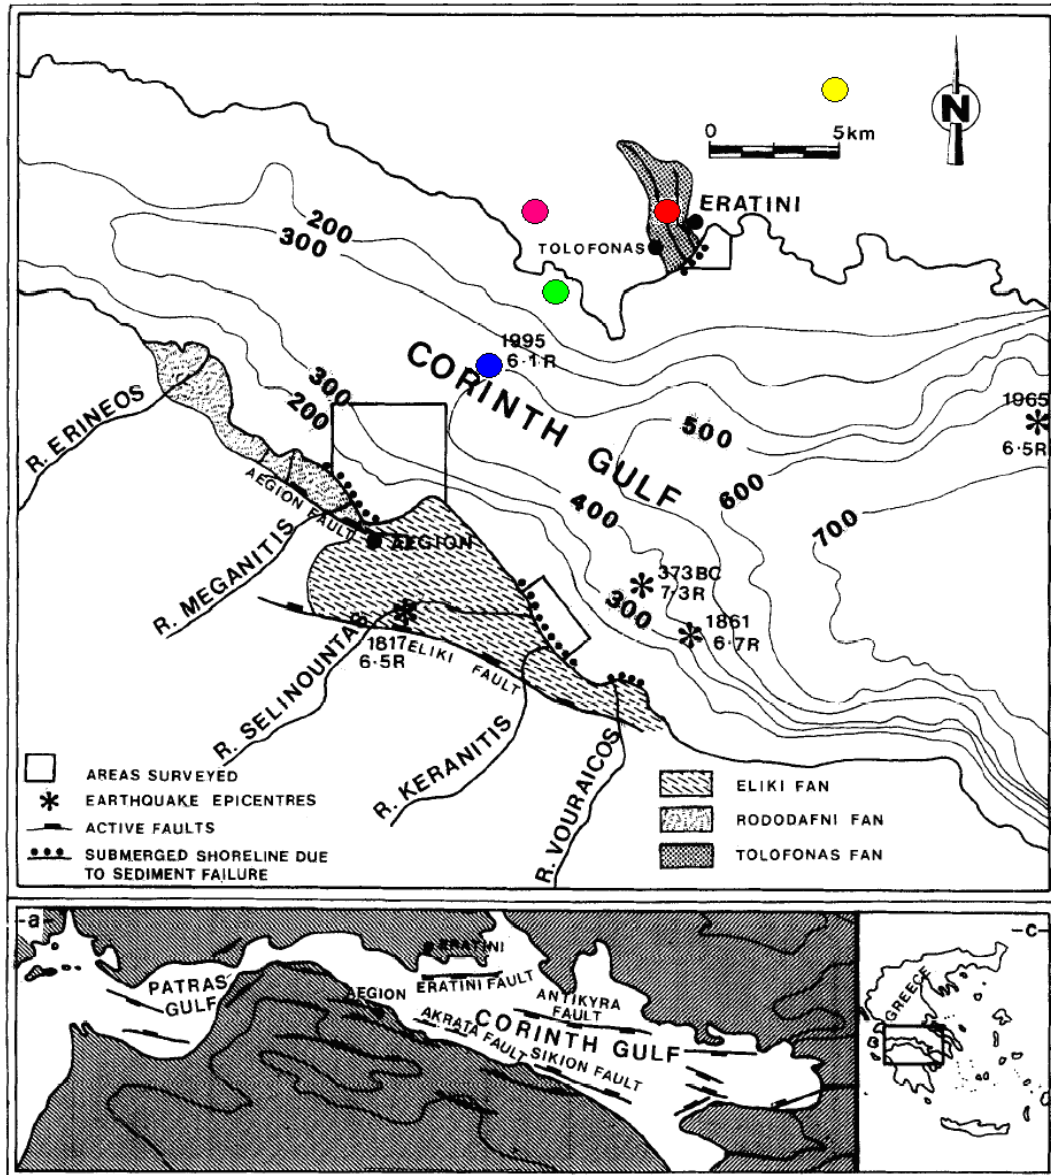 N
0 5km
ERATINI
TOLOFONAS
200
300
1995
6·1R
CORINTH GULF
300
200
500
1965
6·5R
600
400
700
R. ERINEOS
AEGION FAULT
AEGION
R. MEGANITIS
373BC
7·3R
300
1861
6·7R
1817
6·5R
ELIKI FAULT
R. SELINOUNTAS
R. KERANITIS
R. VOURAICOS
AREAS SURVEYED
EARTHQUAKE EPICENTRES
ACTIVE FAULTS
SUBMERGED SHORELINE DUE
TO SEDIMENT FAILURE
ELIKI FAN
RODODAFNI FAN
TOLOFONAS FAN
-a-
ERATINI
PATRAS
GULF
ERATINI FAULT
AEGION
ANTIKYRA
FAULT
AKRATA FAULT
CORINTH GULF
SIKION FAULT
-c-
GREECE